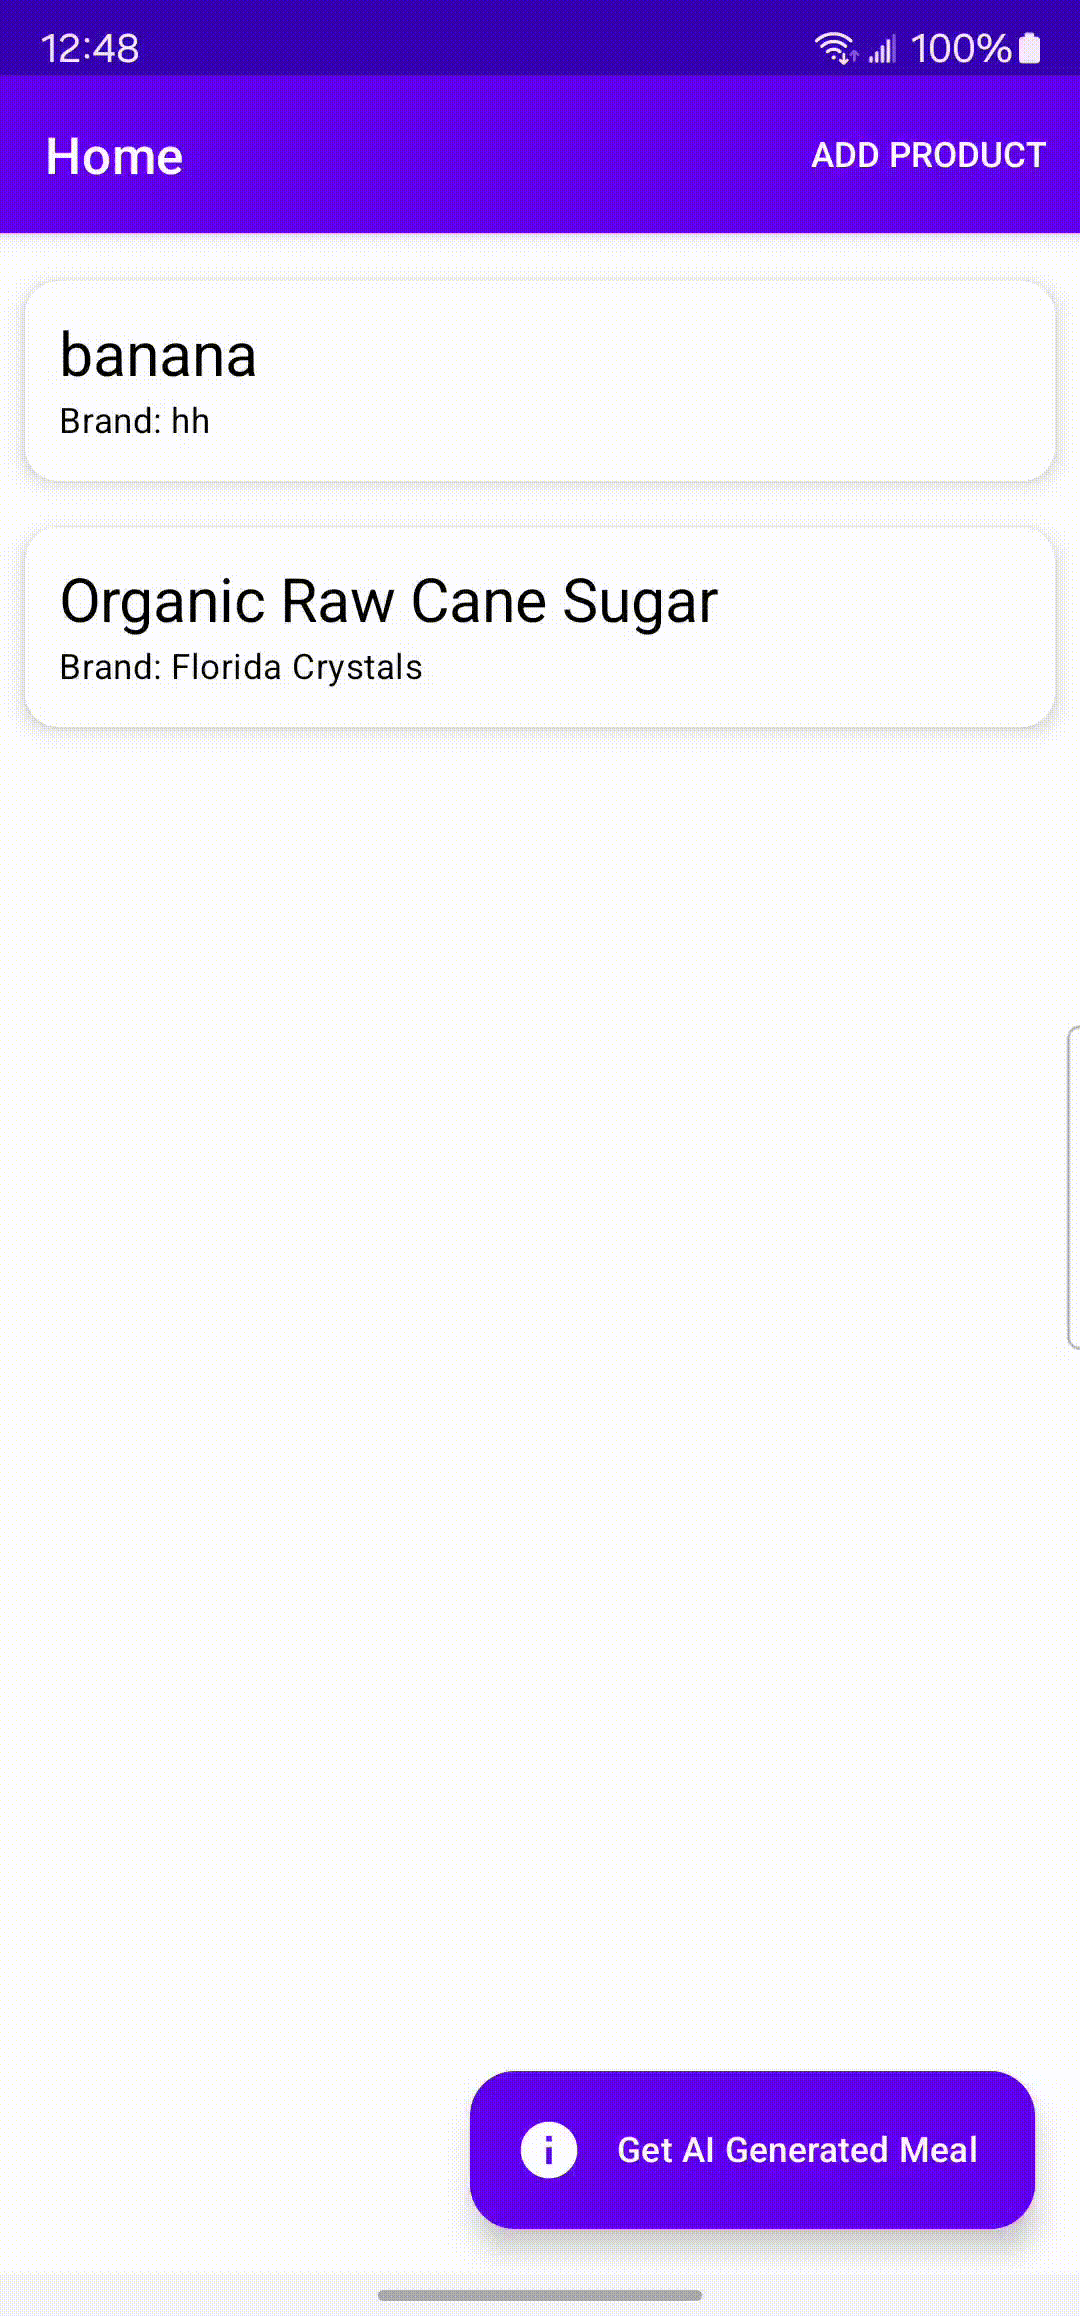 12:48
100%
Home
ADD PRODUCT
banana
Brand: hh
Organic Raw Cane Sugar
Brand: Florida Crystals
Get AI Generated Meal